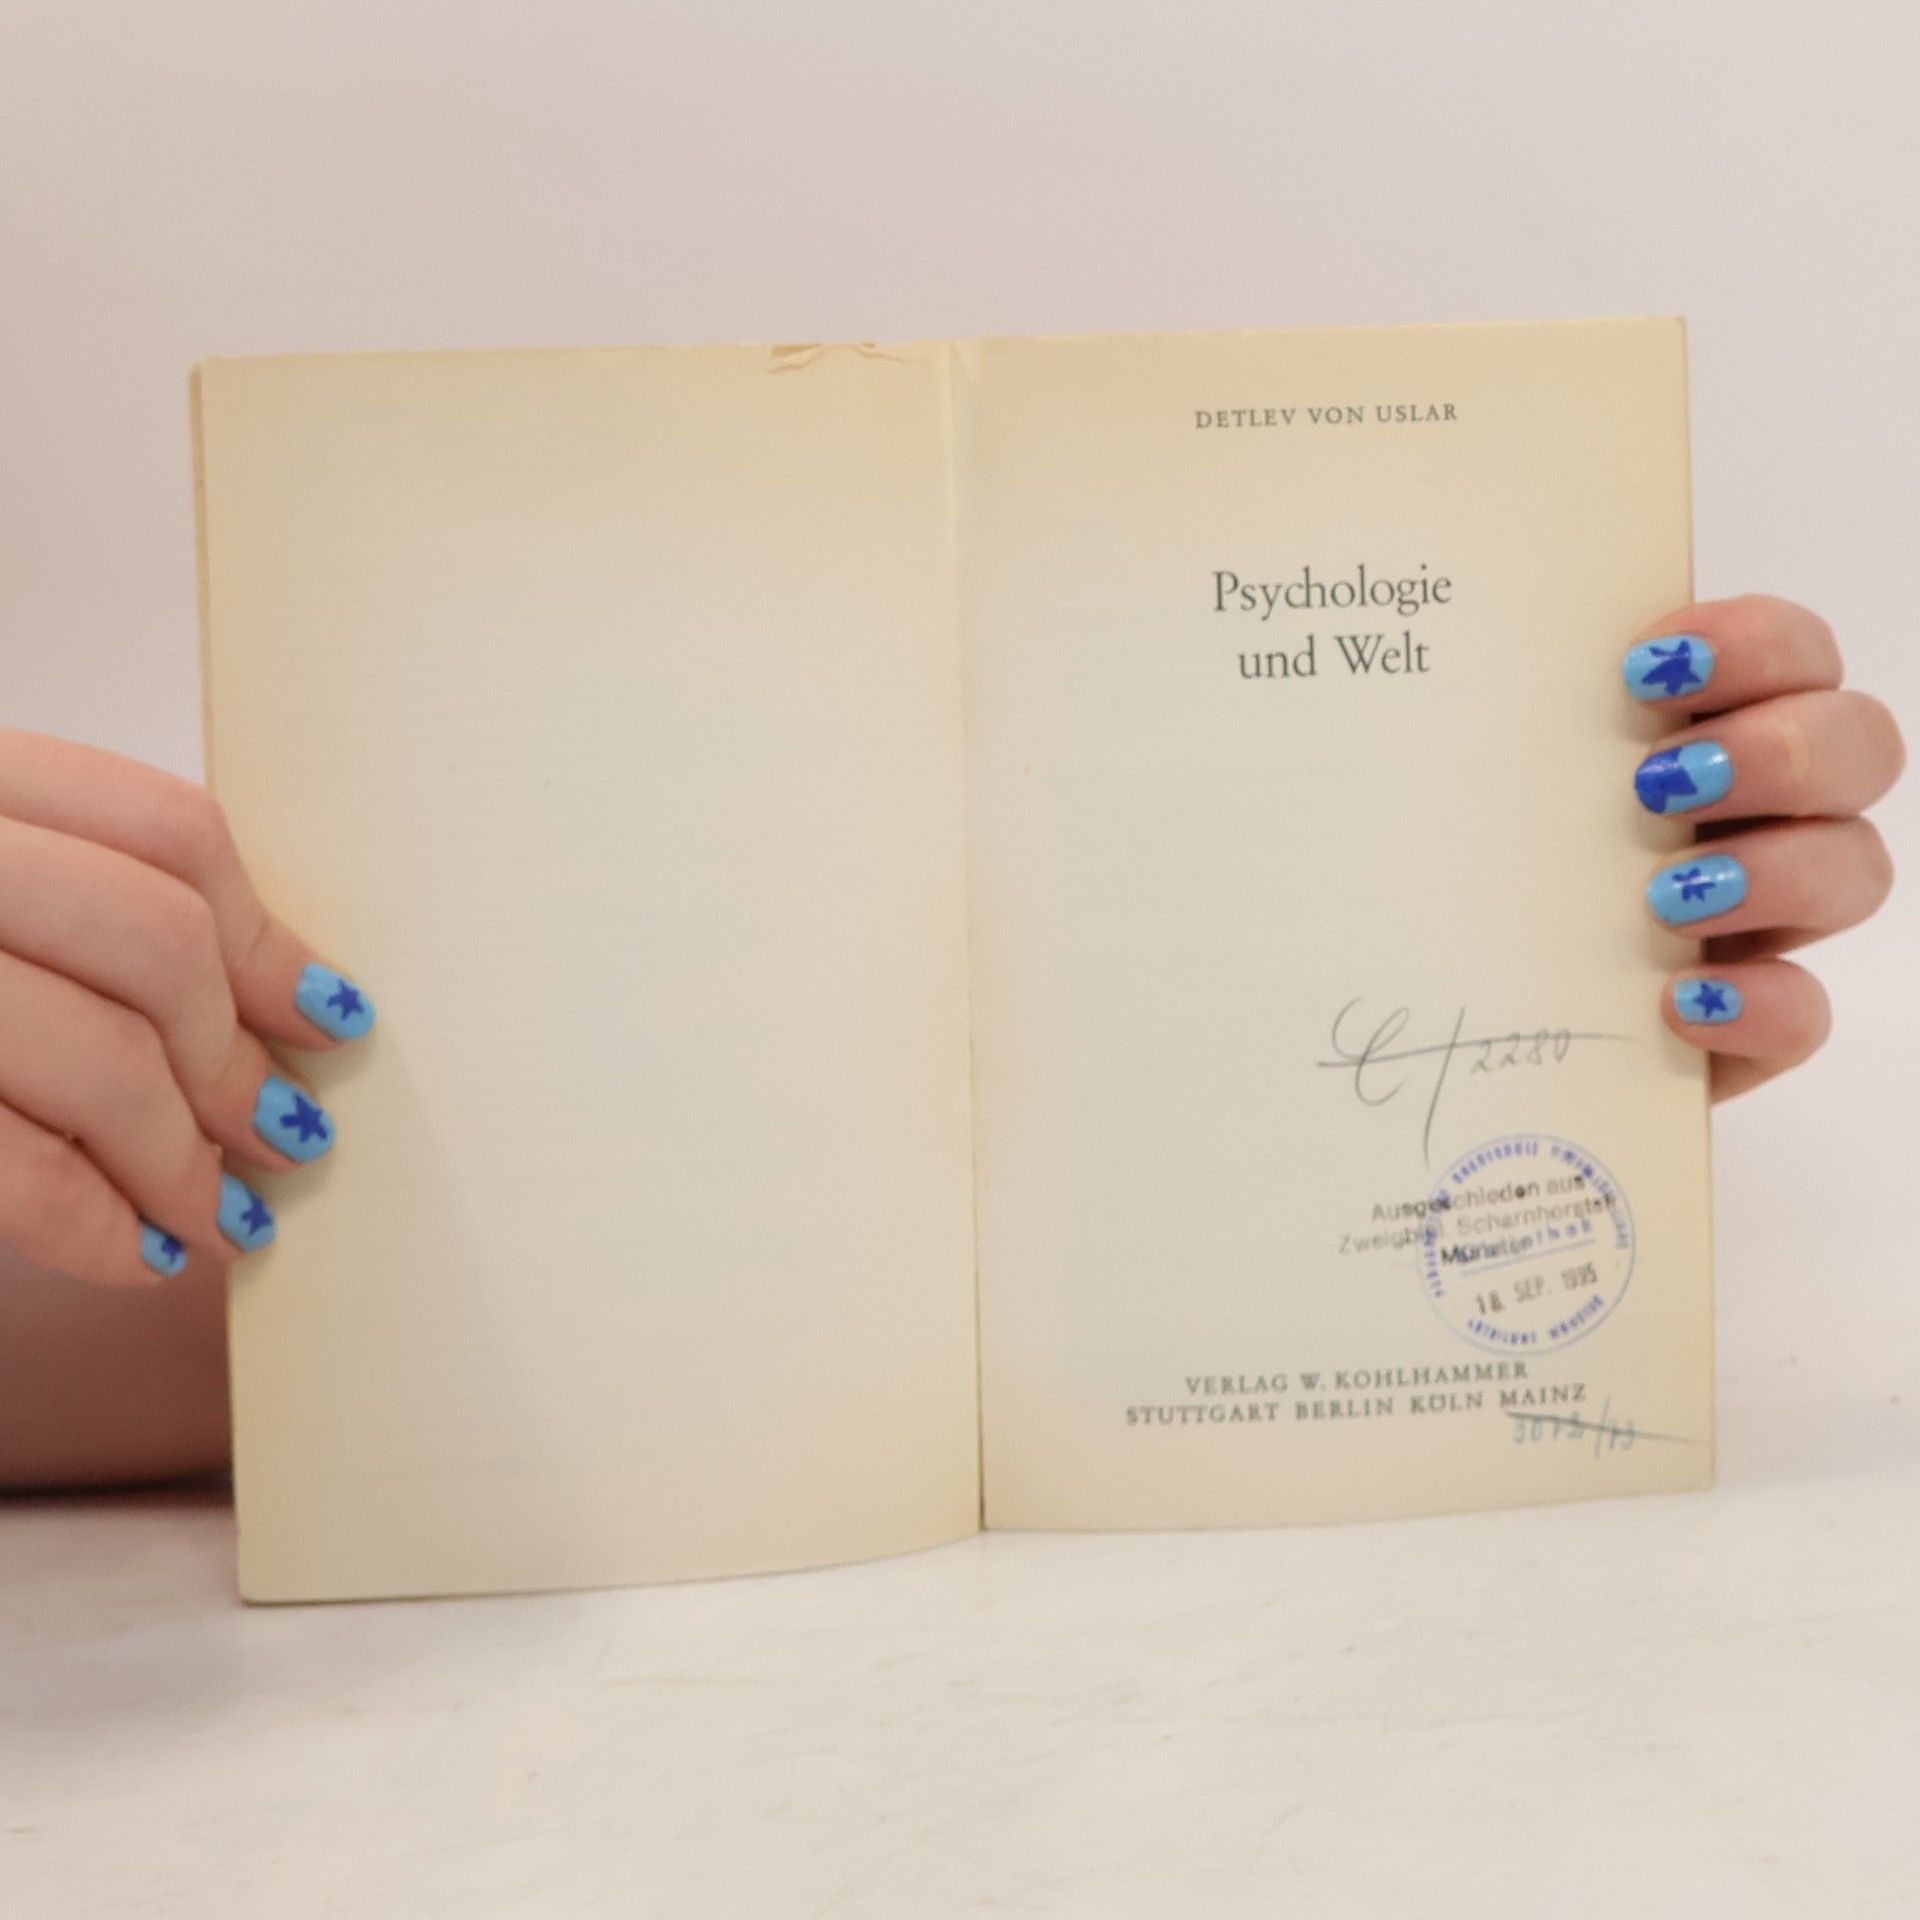 DETLEV VON USLAR
Psychologie
und Welt
2280
Ausgeschieden aus
Zweigbibl. Scharnhorststr.
Münster
18. SEP. 1995
VERLAG W. KOHLHAMMER
STUTTGART BERLIN KÖLN MAINZ